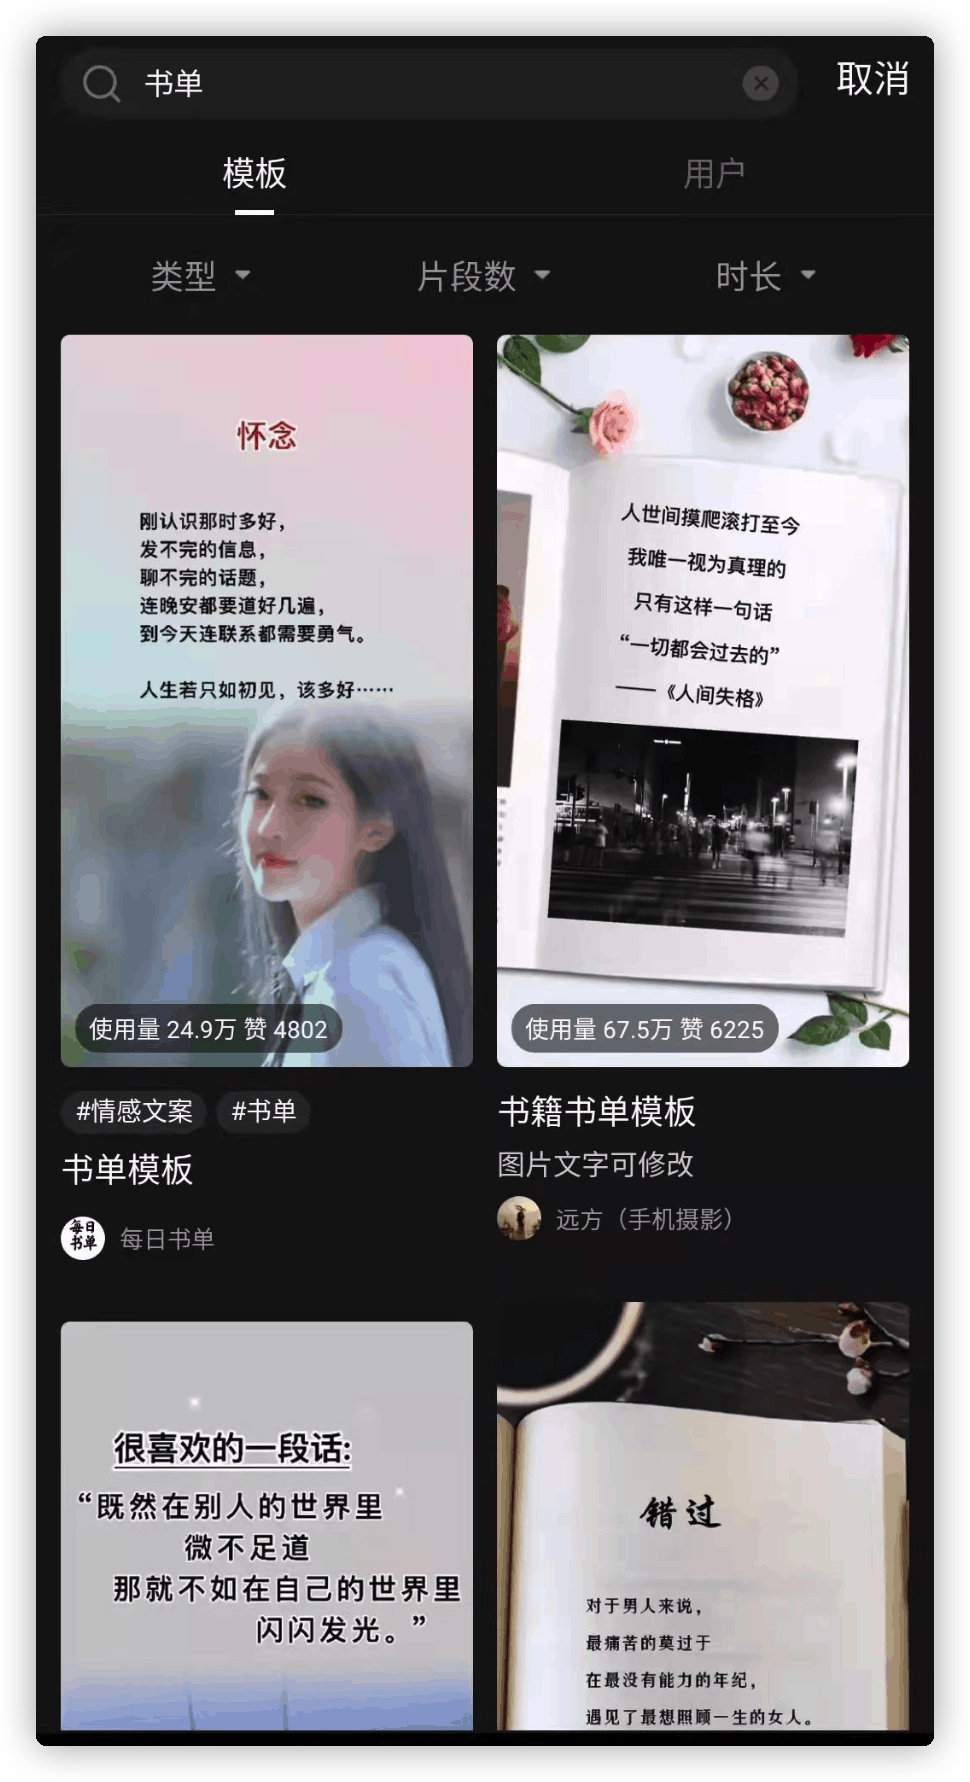 书单
取消
模板
用户
类型
片段数
时长
怀念
刚认识那时多好，
发不完的信息，
聊不完的话题，
连晚安都要道好几遍，
到今天连联系都需要勇气。
人生若只如初见，该多好……
使用量 24.9万 赞 4802
#情感文案 #书单
书单模板
每日书单
每日书单
人世间摸爬滚打至今
我唯一视为真理的
只有这样一句话
“一切都会过去的”
——《人间失格》
使用量 67.5万 赞 6225
书籍书单模板
图片文字可修改
远方（手机摄影）
很喜欢的一段话:
“既然在别人的世界里
微不足道
那就不如在自己的世界里
闪闪发光。”
错过
对于男人来说，
最痛苦的莫过于
在最没有能力的年纪，
遇见了最想照顾一生的女人。